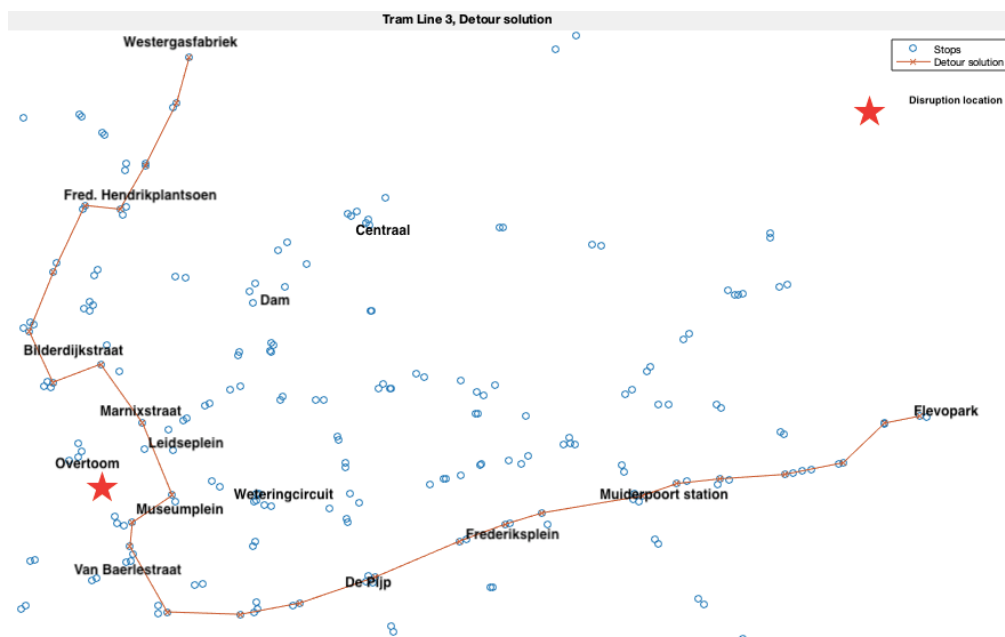 Tram Line 3, Detour solution
Westergasfabriek
Stops
Detour solution
Disruption location
Fred. Hendrikplantsoen
Centraal
Dam
Bilderdijkstraat
Marnixstraat
Flevopark
Leidseplein
Overtoom
Weteringcircuit
Muiderpoort station
Museumplein
Frederiksplein
Van Baerlestraat
De Pijp